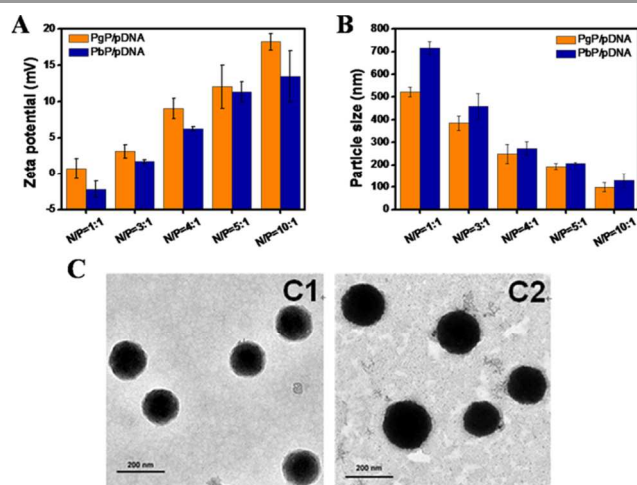 A
PgP/pDNA
PbP/pDNA
Zeta potential (mV)
20
15
10
5
0
-5
N/P=1:1
N/P=3:1
N/P=4:1
N/P=5:1
N/P=10:1
B
PgP/pDNA
PbP/pDNA
Particle size (nm)
800
700
600
500
400
300
200
100
0
N/P=1:1
N/P=3:1
N/P=4:1
N/P=5:1
N/P=10:1
C
C1
200 nm
C2
200 nm